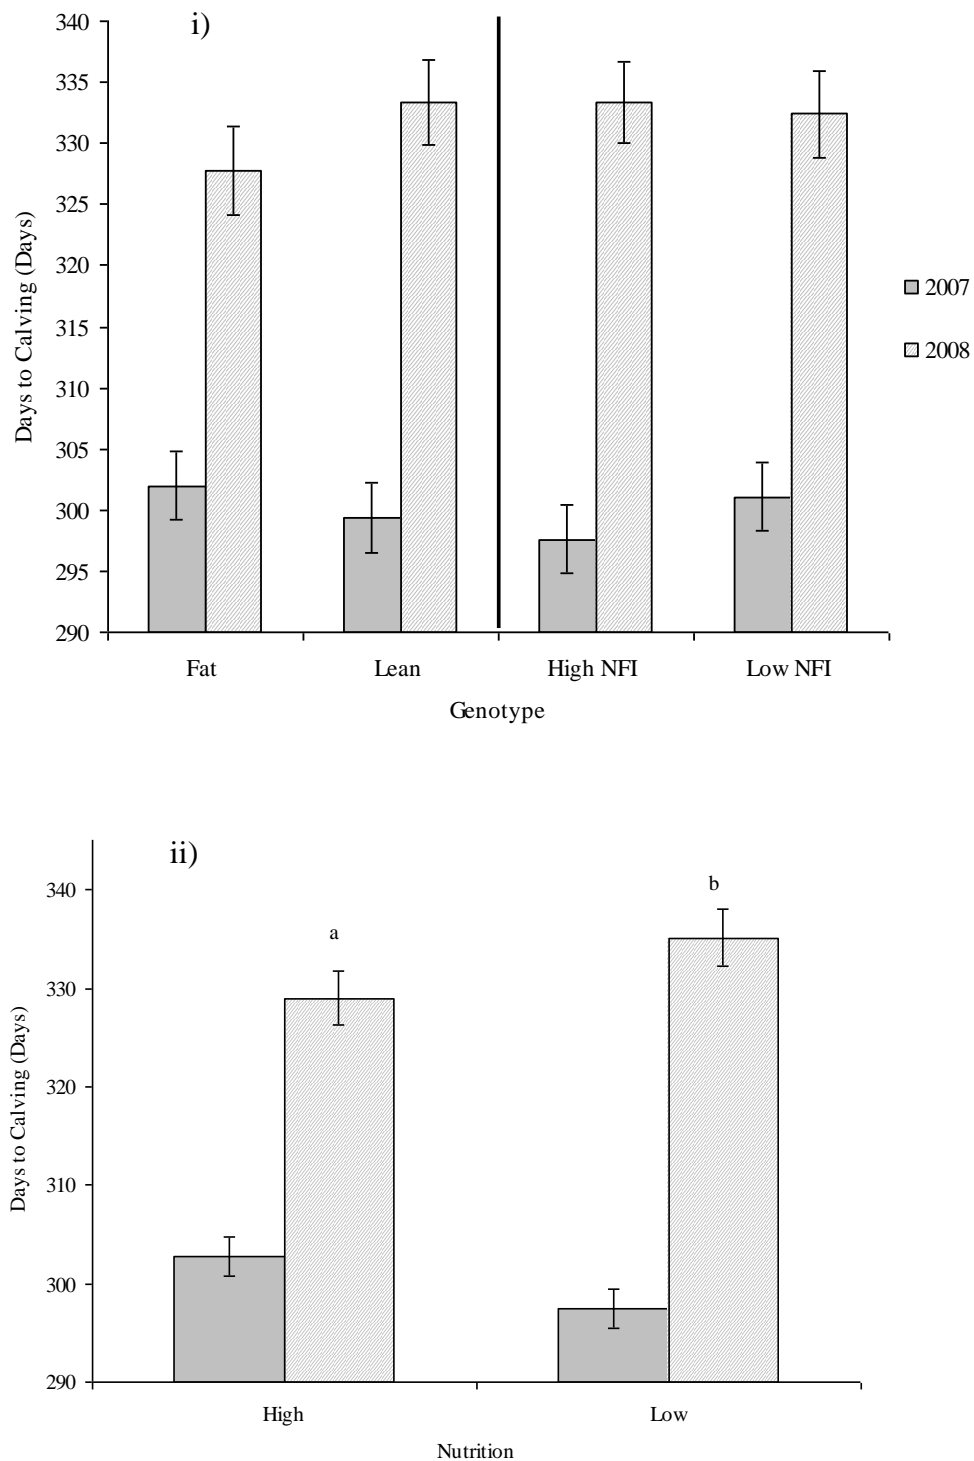 i)
340
335
330
325
320
315
310
305
300
295
290
Days to Calving (Days)
Fat Lean High NFI Low NFI
Genotype
2007
2008
ii)
340
330
320
310
300
290
Days to Calving (Days)
a
b
High Low
Nutrition